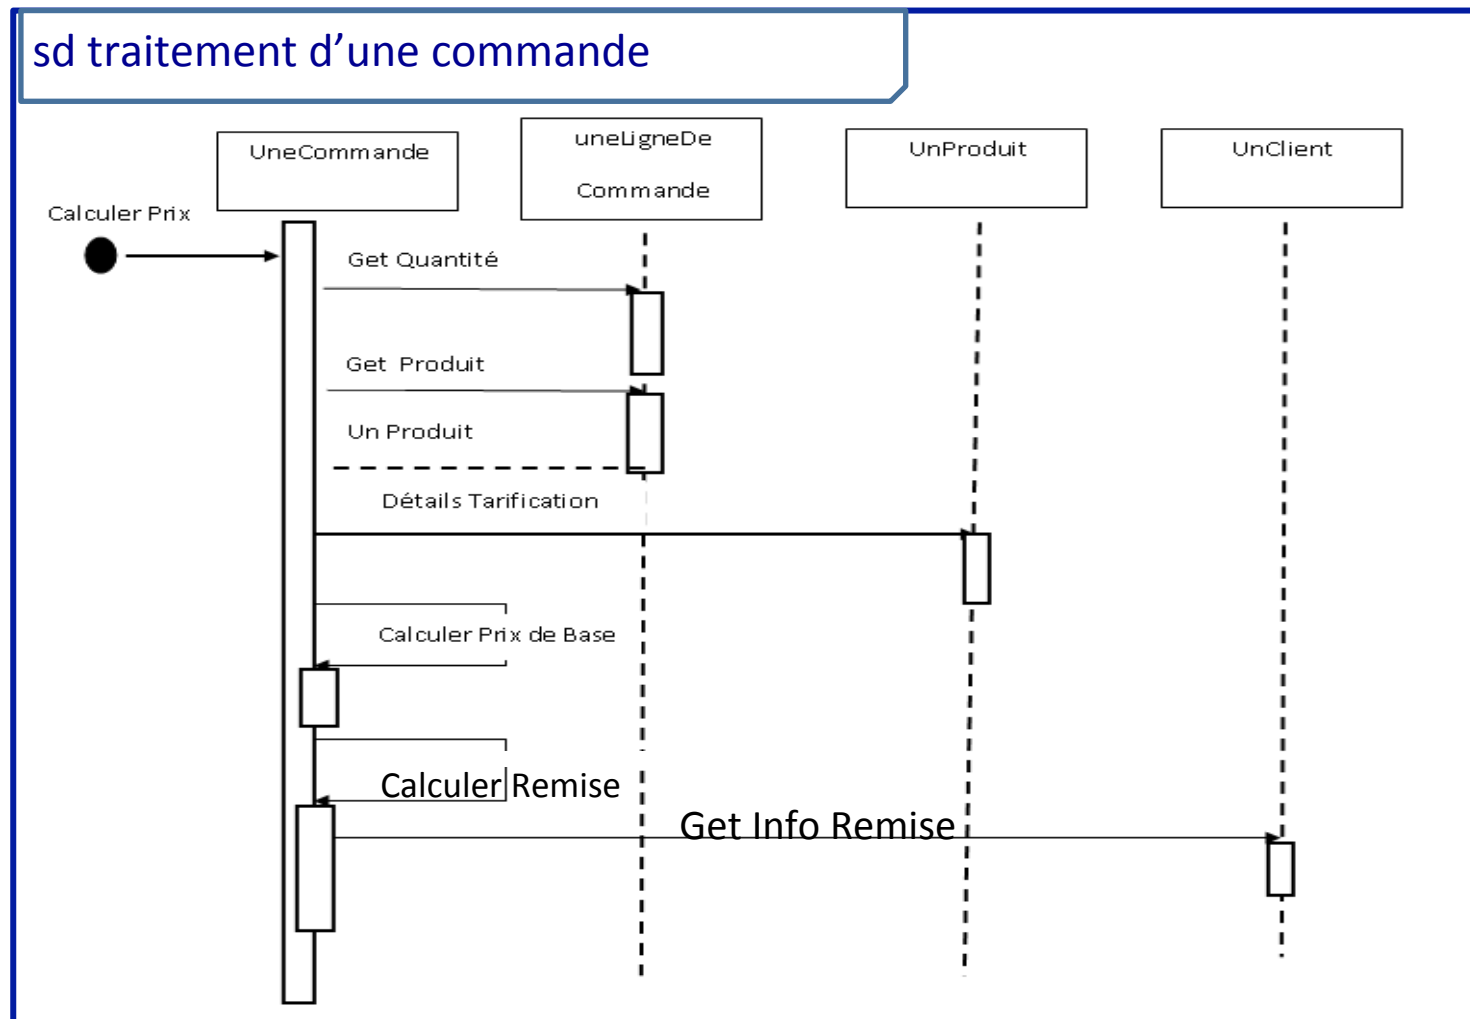 sd traitement d’une commande
UneCommande
uneLigneDe
Commande
UnProduit
UnClient
Calculer Prix
Get Quantité
Get Produit
Un Produit
Détails Tarification
Calculer Prix de Base
Calculer Remise
Get Info Remise